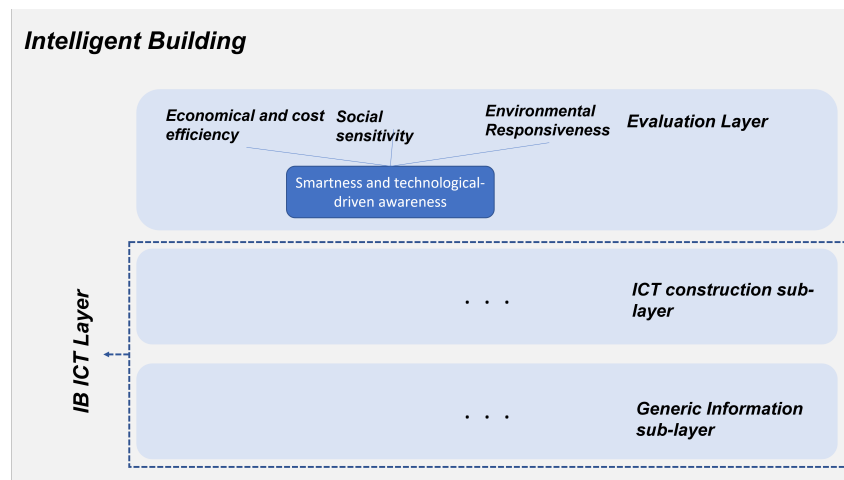 Intelligent Building
Economical and cost
efficiency
Social
sensitivity
Environmental
Responsiveness
Evaluation Layer
Smartness and technological-
driven awareness
IB ICT Layer
. . .
ICT construction sub-
layer
. . .
Generic Information
sub-layer